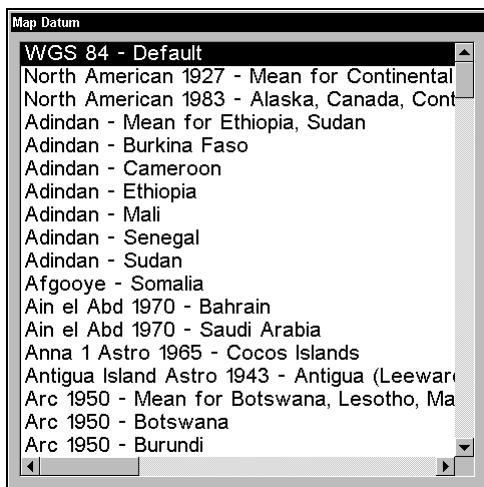 Map Datum
WGS 84 - Default
North American 1927 - Mean for Continental
North American 1983 - Alaska, Canada, Cont
Adindan - Mean for Ethiopia, Sudan
Adindan - Burkina Faso
Adindan - Cameroon
Adindan - Ethiopia
Adindan - Mali
Adindan - Senegal
Adindan - Sudan
Afgooye - Somalia
Ain el Abd 1970 - Bahrain
Ain el Abd 1970 - Saudi Arabia
Anna 1 Astro 1965 - Cocos Islands
Antigua Island Astro 1943 - Antigua (Leewar
Arc 1950 - Mean for Botswana, Lesotho, Ma
Arc 1950 - Botswana
Arc 1950 - Burundi